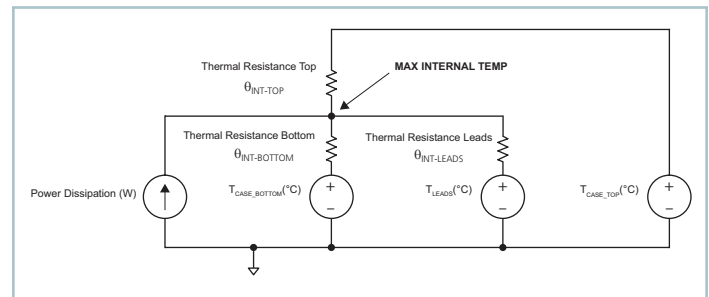 Thermal Resistance Top
θINT-TOP
MAX INTERNAL TEMP
Thermal Resistance Bottom
θINT-BOTTOM
Thermal Resistance Leads
θINT-LEADS
Power Dissipation (W)
TCASE_BOTTOM(°C)
+
–
TLEADS(°C)
+
–
TCASE_TOP(°C)
+
–